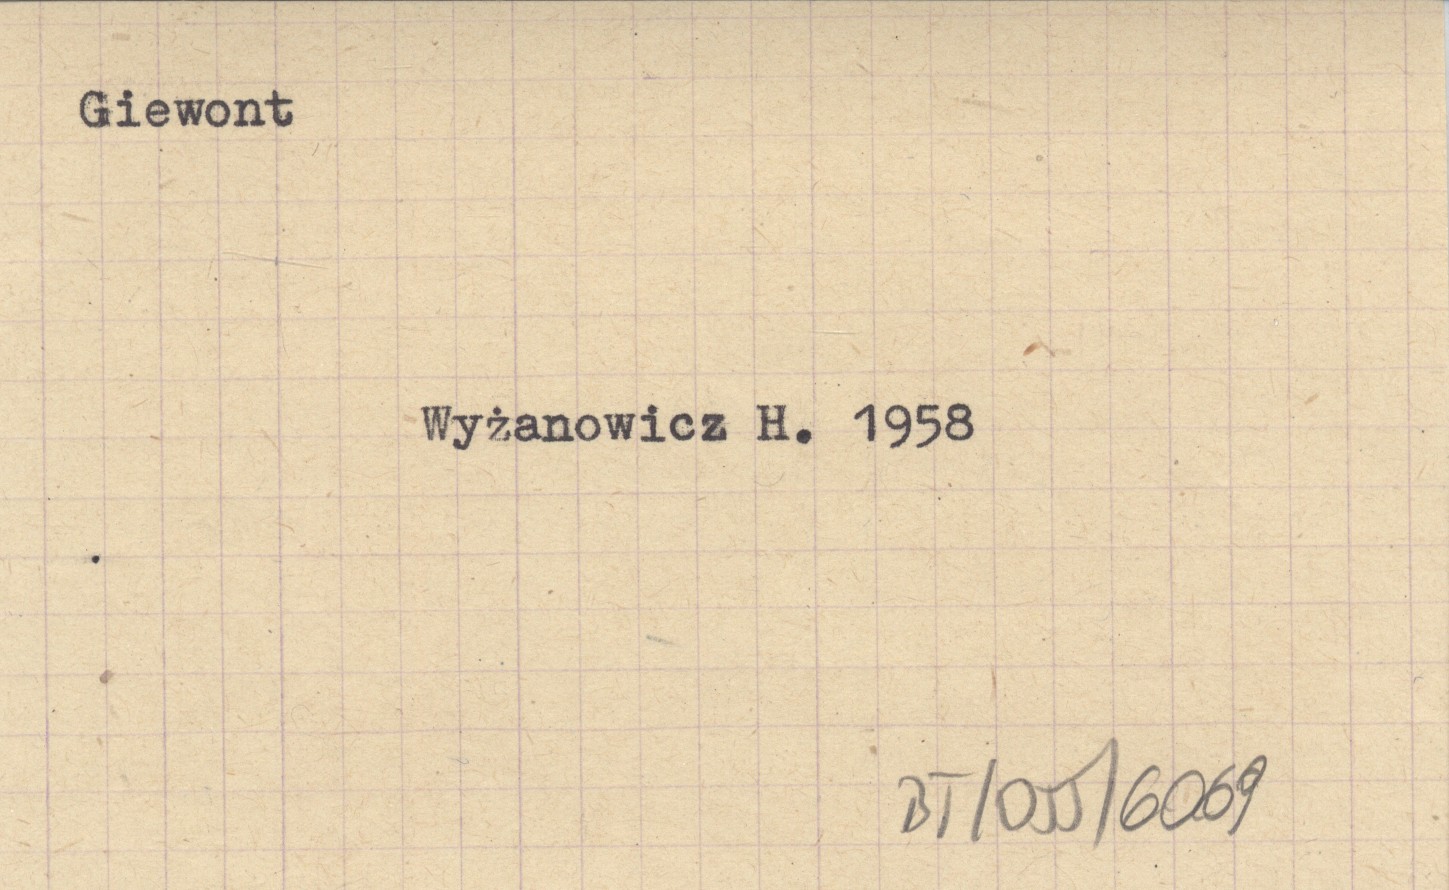 Giewont
Wyżanowicz H. 1958
BT/055/6069